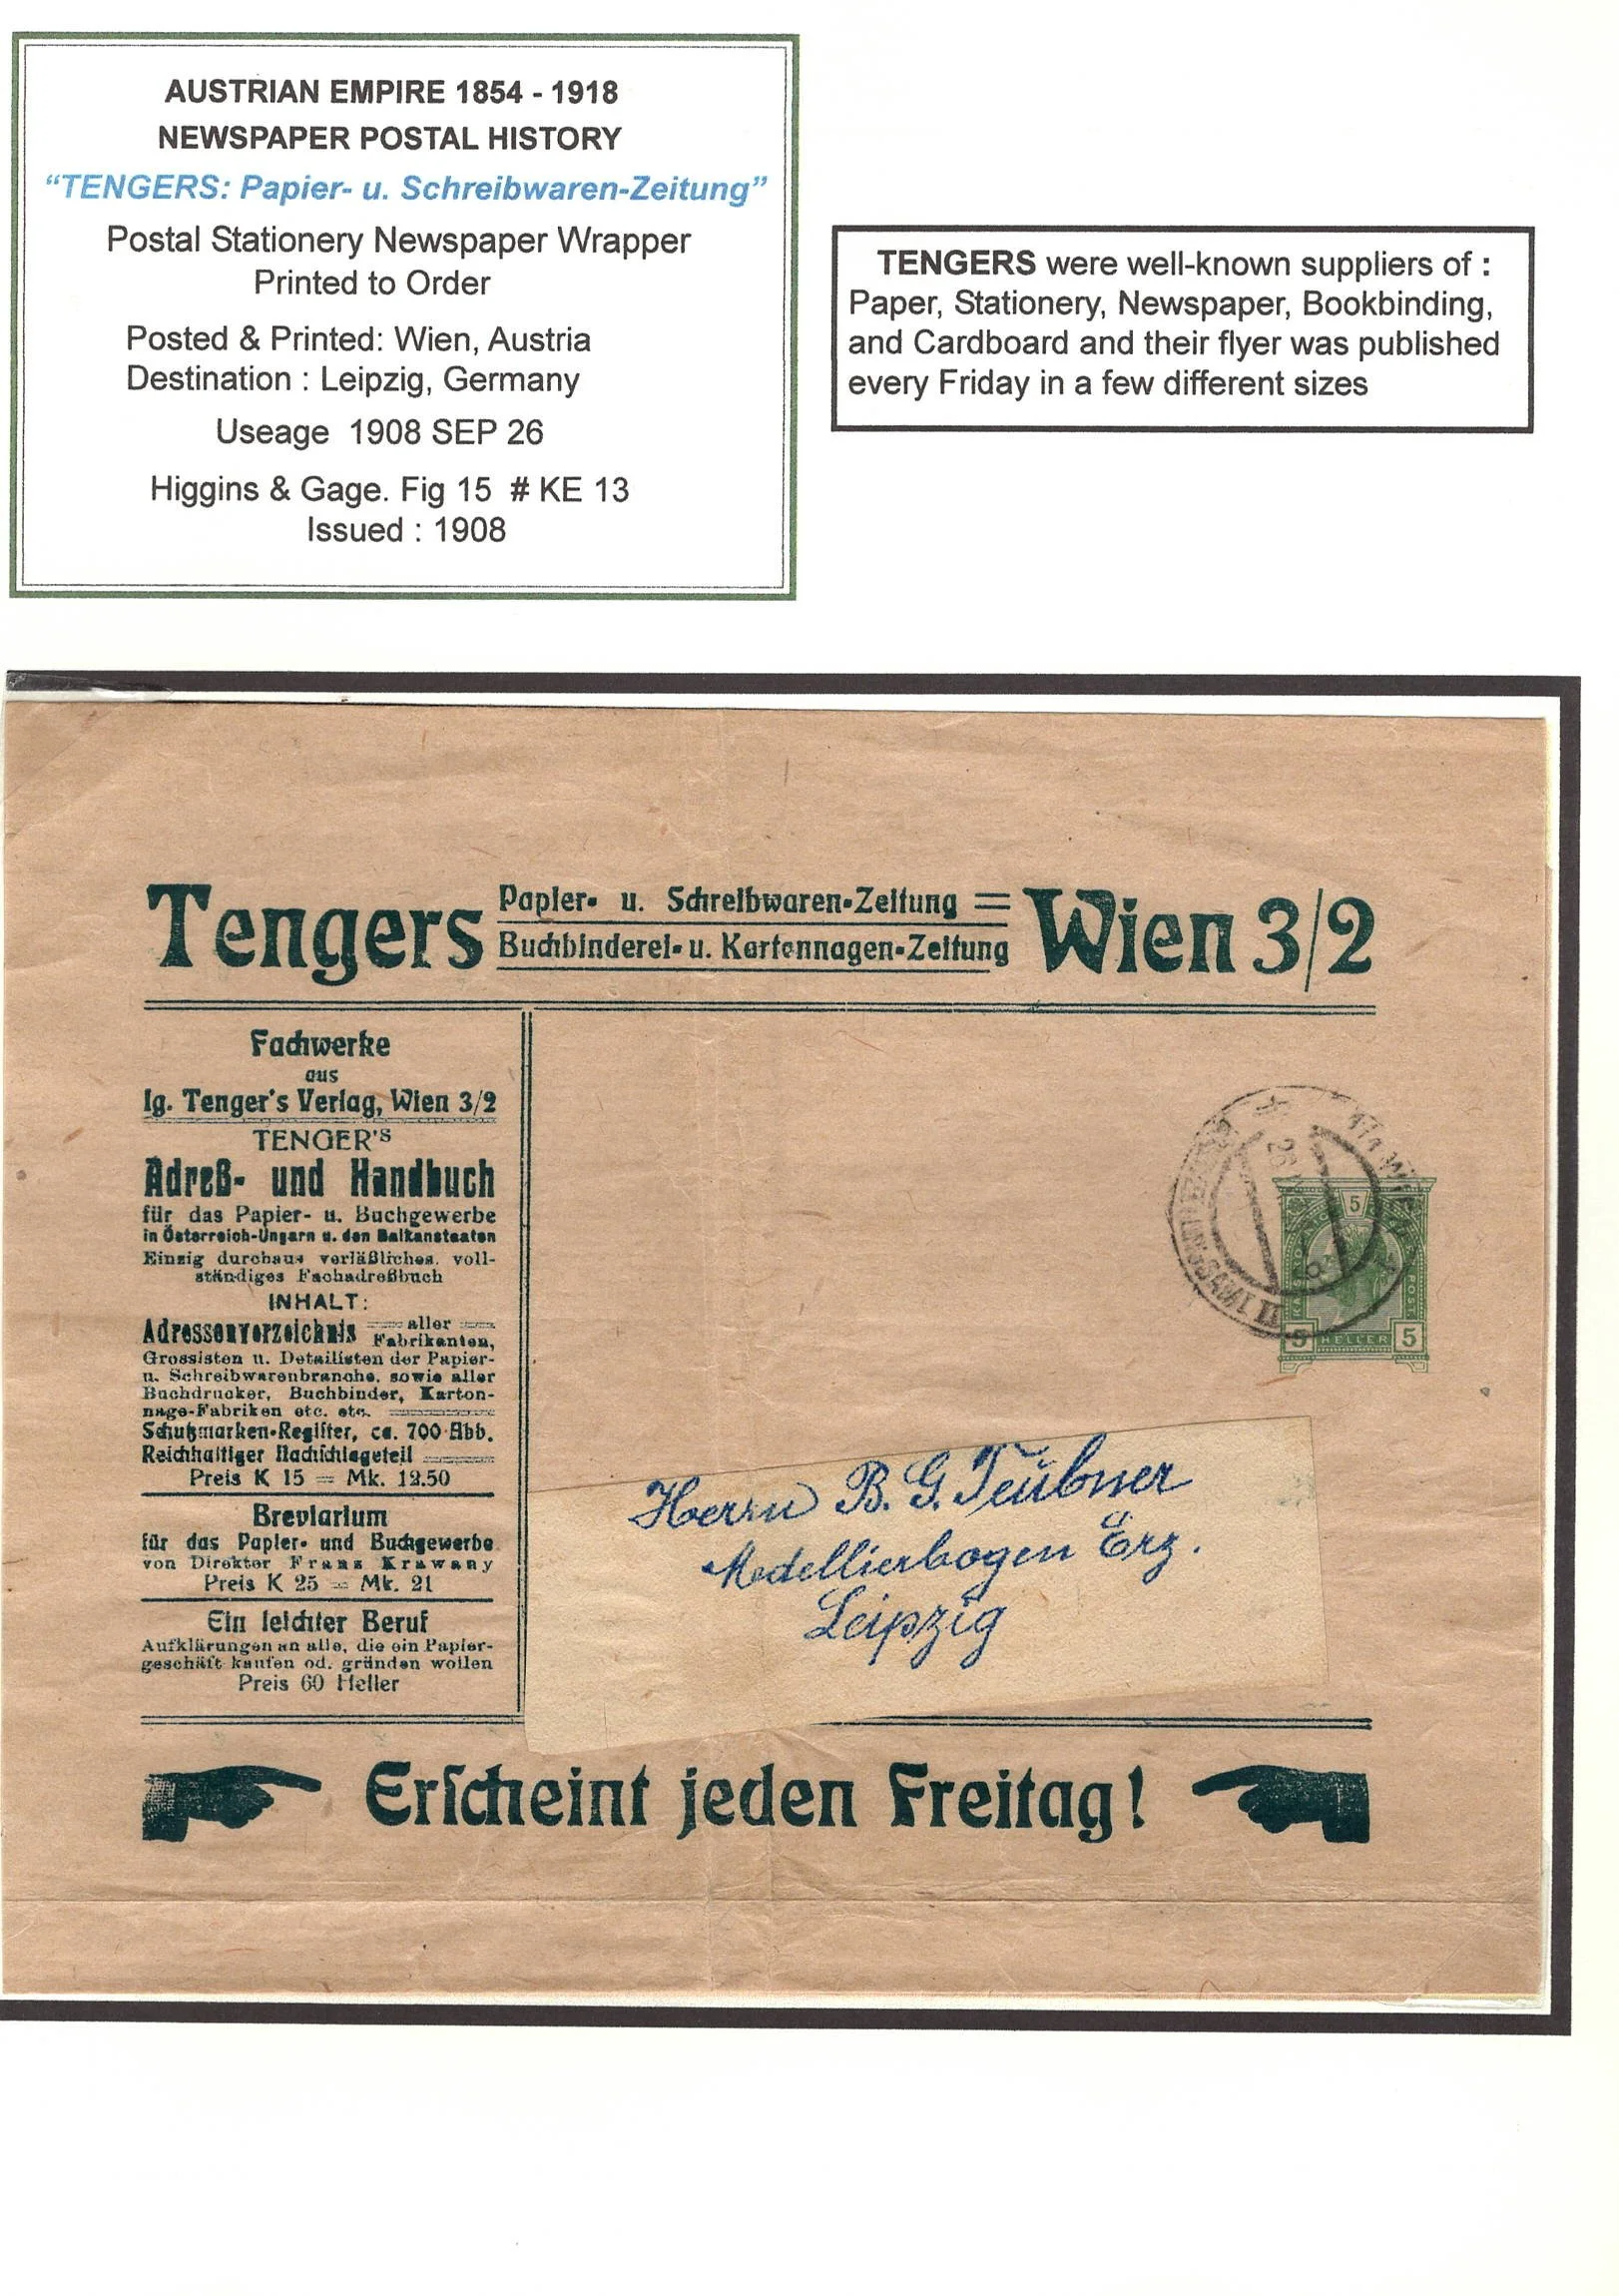 AUSTRIAN EMPIRE 1854 - 1918
NEWSPAPER POSTAL HISTORY
“TENGERS: Papier- u. Schreibwaren-Zeitung”
Postal Stationery Newspaper Wrapper
Printed to Order
Posted & Printed: Wien, Austria
Destination : Leipzig, Germany
Useage 1908 SEP 26
Higgins & Gage. Fig 15 # KE 13
Issued : 1908
TENGERS were well-known suppliers of :
Paper, Stationery, Newspaper, Bookbinding,
and Cardboard and their flyer was published
every Friday in a few different sizes
Tengers
Papier- u. Schreibwaren-Zeitung
Buchbinderei- u. Kartonnagen-Zeitung
Wien 3/2
Fachwerke
aus
Ig. Tenger's Verlag, Wien 3/2
TENGER'S
Adreß- und Handbuch
für das Papier- u. Buchgewerbe
in Österreich-Ungarn u. den Balkanstaaten
Einzig durchaus verläßliches, voll-
ständiges Fachadreßbuch
INHALT:
Adressenverzeichnis aller
Fabrikanten,
Grossisten u. Detailisten der Papier-
u. Schreibwarenbranche, sowie aller
Buchdrucker, Buchbinder, Karton-
nage-Fabriken etc. etc.
Schutzmarken-Register, ca. 700 Abb.
Reichhaltiger Nachschlageteil
Preis K 15 = Mk. 12.50
Breviarium
für das Papier- und Buchgewerbe
von Direktor Franz Krawany
Preis K 25 = Mk. 21
Ein leichter Beruf
Aufklärungen an alle, die ein Papier-
geschäft kaufen od. gründen wollen
Preis 60 Heller
5
5 HELLER 5
Herrn B. G. Teubner
Modellierbogen Erz.
Leipzig
Erscheint jeden Freitag!